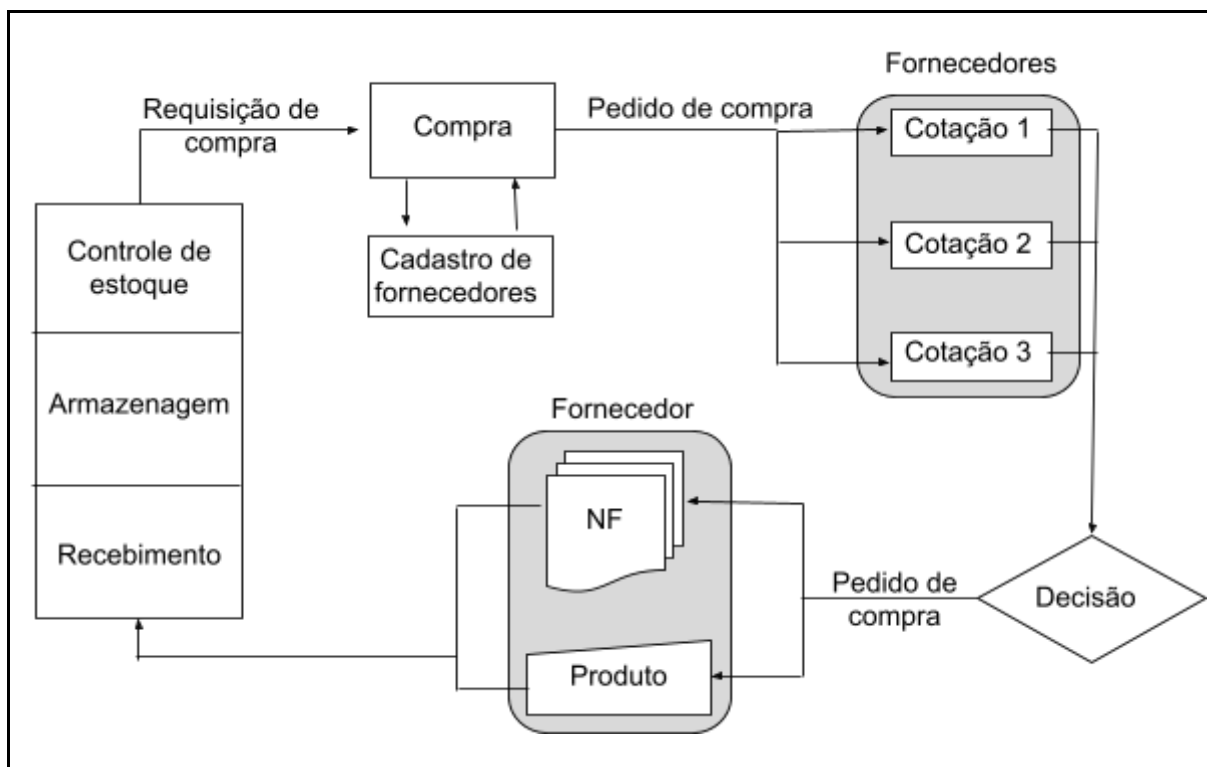 Fornecedores
Requisição de
compra
Compra
Pedido de compra
Cotação 1
Controle de
estoque
Cadastro de
fornecedores
Cotação 2
Cotação 3
Armazenagem
Fornecedor
NF
Recebimento
Pedido de
compra
Decisão
Produto